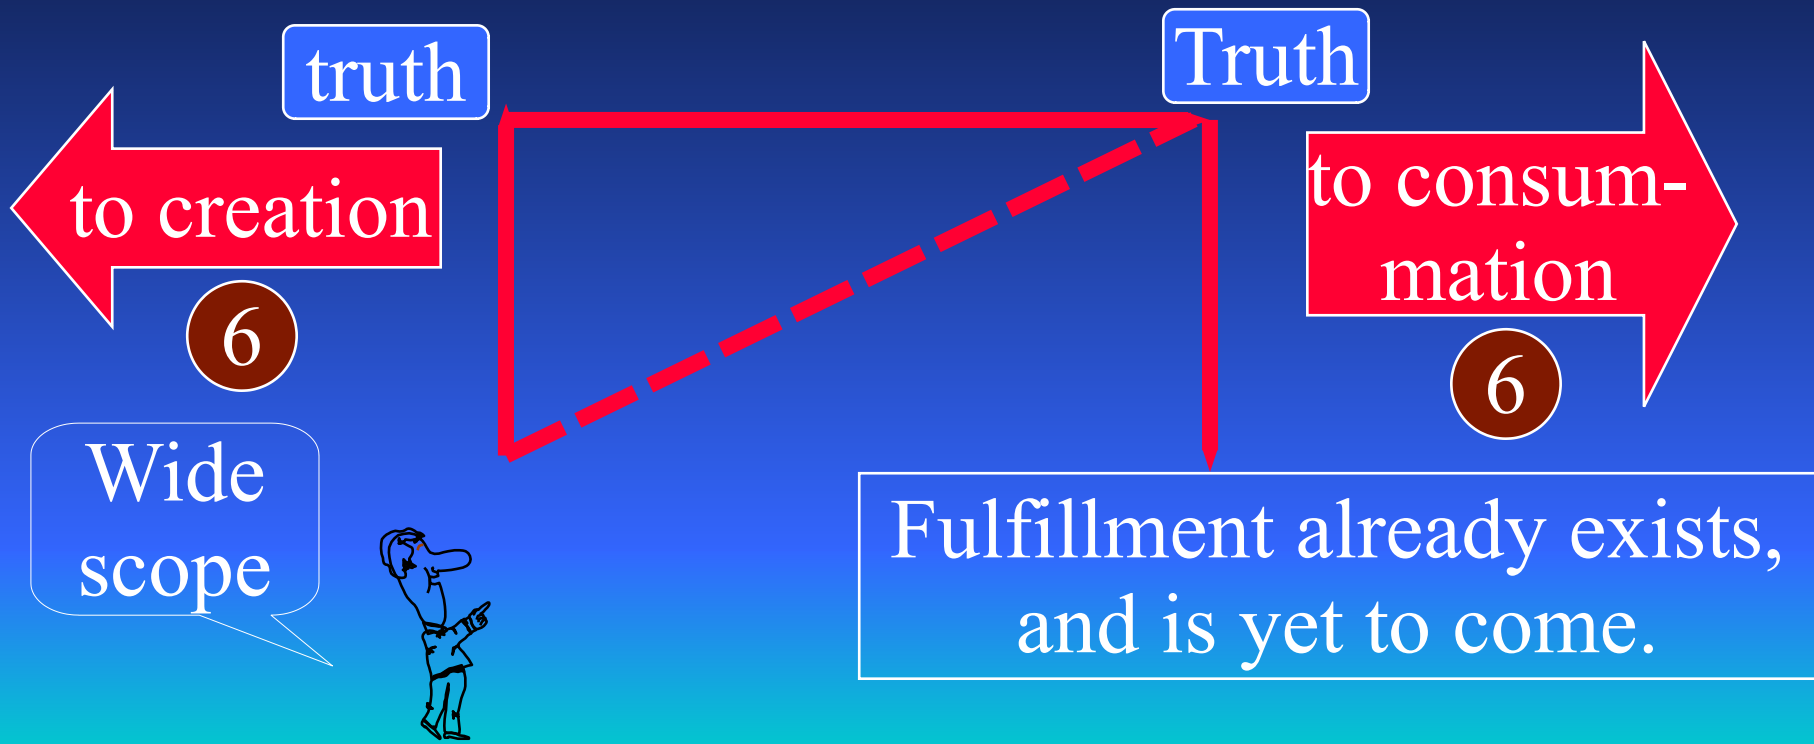 truth
Truth
to creation
to consum-
mation
6
6
Wide
scope
Fulfillment already exists,
and is yet to come.